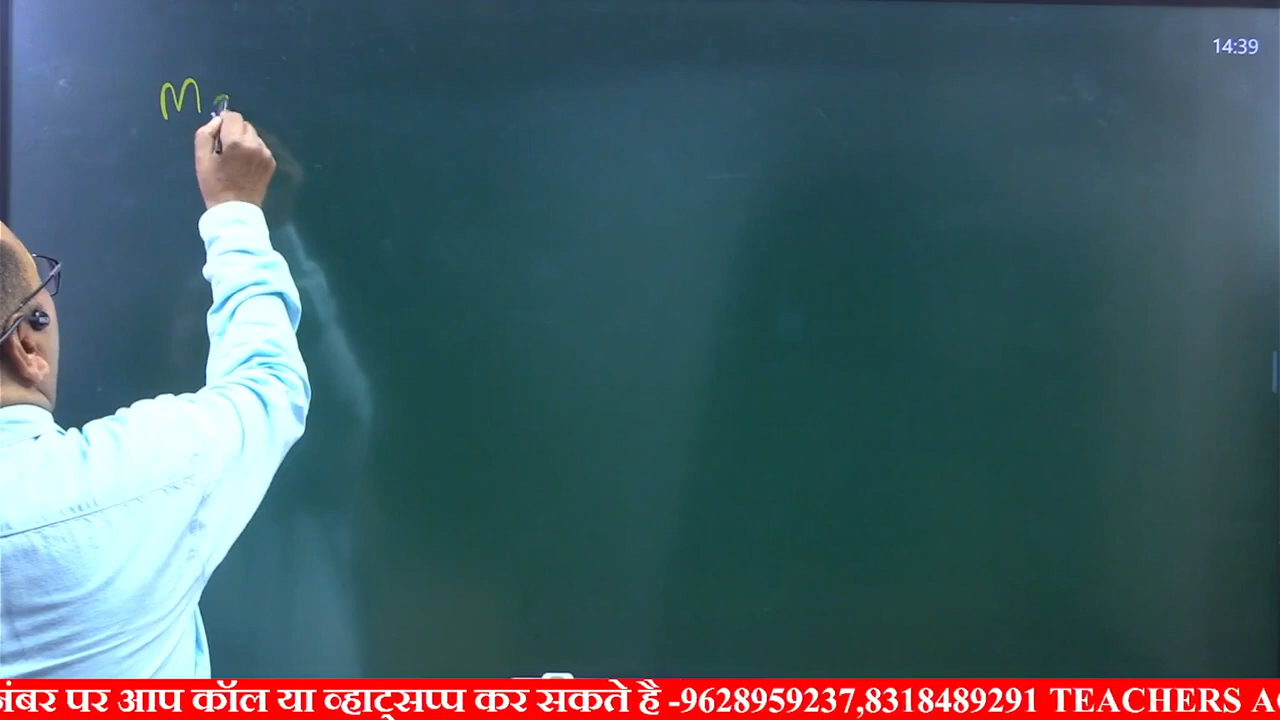 14:39
M
नंबर पर आप कॉल या व्हाट्सप्प कर सकते है -9628959237,8318489291 TEACHERS